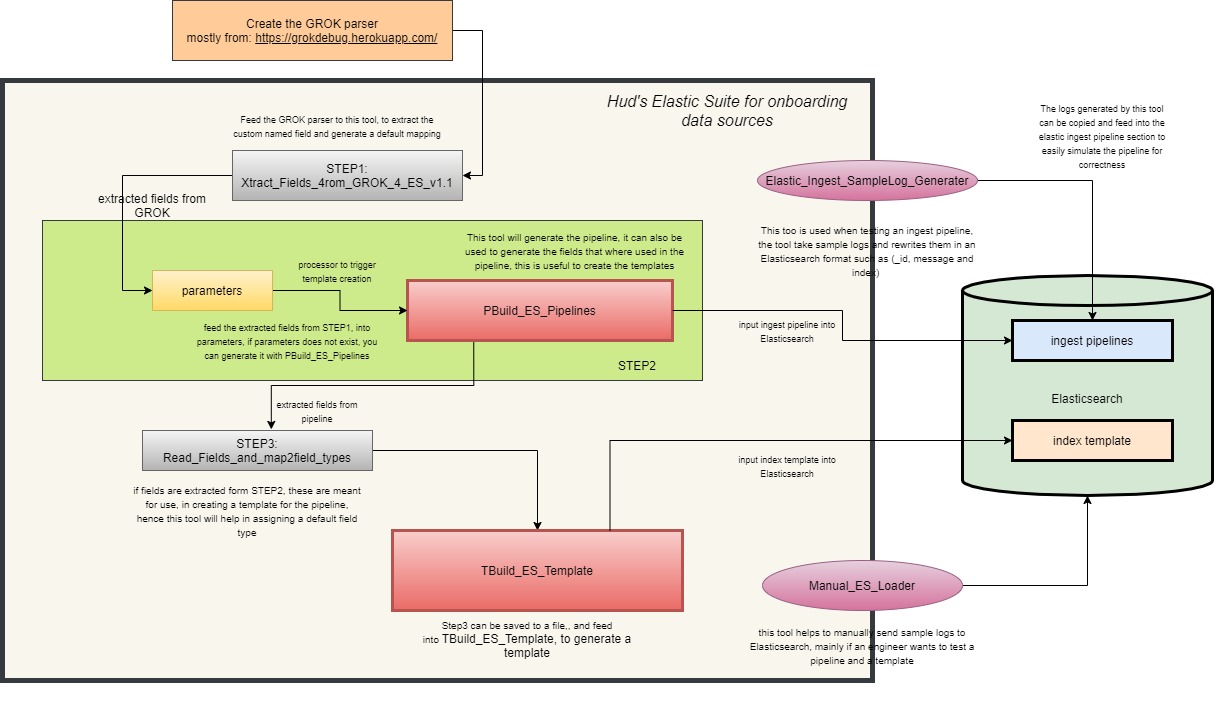 Create the GROK parser
mostly from: https://grokdebug.herokuapp.com/
Hud's Elastic Suite for onboarding
data sources
Feed the GROK parser to this tool, to extract the
custom named field and generate a default mapping
STEP1:
Xtract_Fields_4rom_GROK_4_ES_v1.1
The logs generated by this tool
can be copied and feed into the
elastic ingest pipeline section to
easily simulate the pipeline for
correctness
Elastic_Ingest_SampleLog_Generater
extracted fields from
GROK
This tool will generate the pipeline, it can also be
used to generate the fields that where used in the
pipeline, this is useful to create the templates
This too is used when testing an ingest pipeline,
the tool take sample logs and rewrites them in an
Elasticsearch format such as (_id, message and
index)
processor to trigger
template creation
parameters
PBuild_ES_Pipelines
feed the extracted fields from STEP1, into
parameters, if parameters does not exist, you
can generate it with PBuild_ES_Pipelines
STEP2
input ingest pipeline into
Elasticsearch
ingest pipelines
Elasticsearch
index template
extracted fields from
pipeline
STEP3:
Read_Fields_and_map2field_types
input index template into
Elasticsearch
if fields are extracted form STEP2, these are meant
for use, in creating a template for the pipeline,
hence this tool will help in assigning a default field
type
TBuild_ES_Template
Step3 can be saved to a file,, and feed
into TBuild_ES_Template, to generate a
template
Manual_ES_Loader
this tool helps to manually send sample logs to
Elasticsearch, mainly if an engineer wants to test a
pipeline and a template